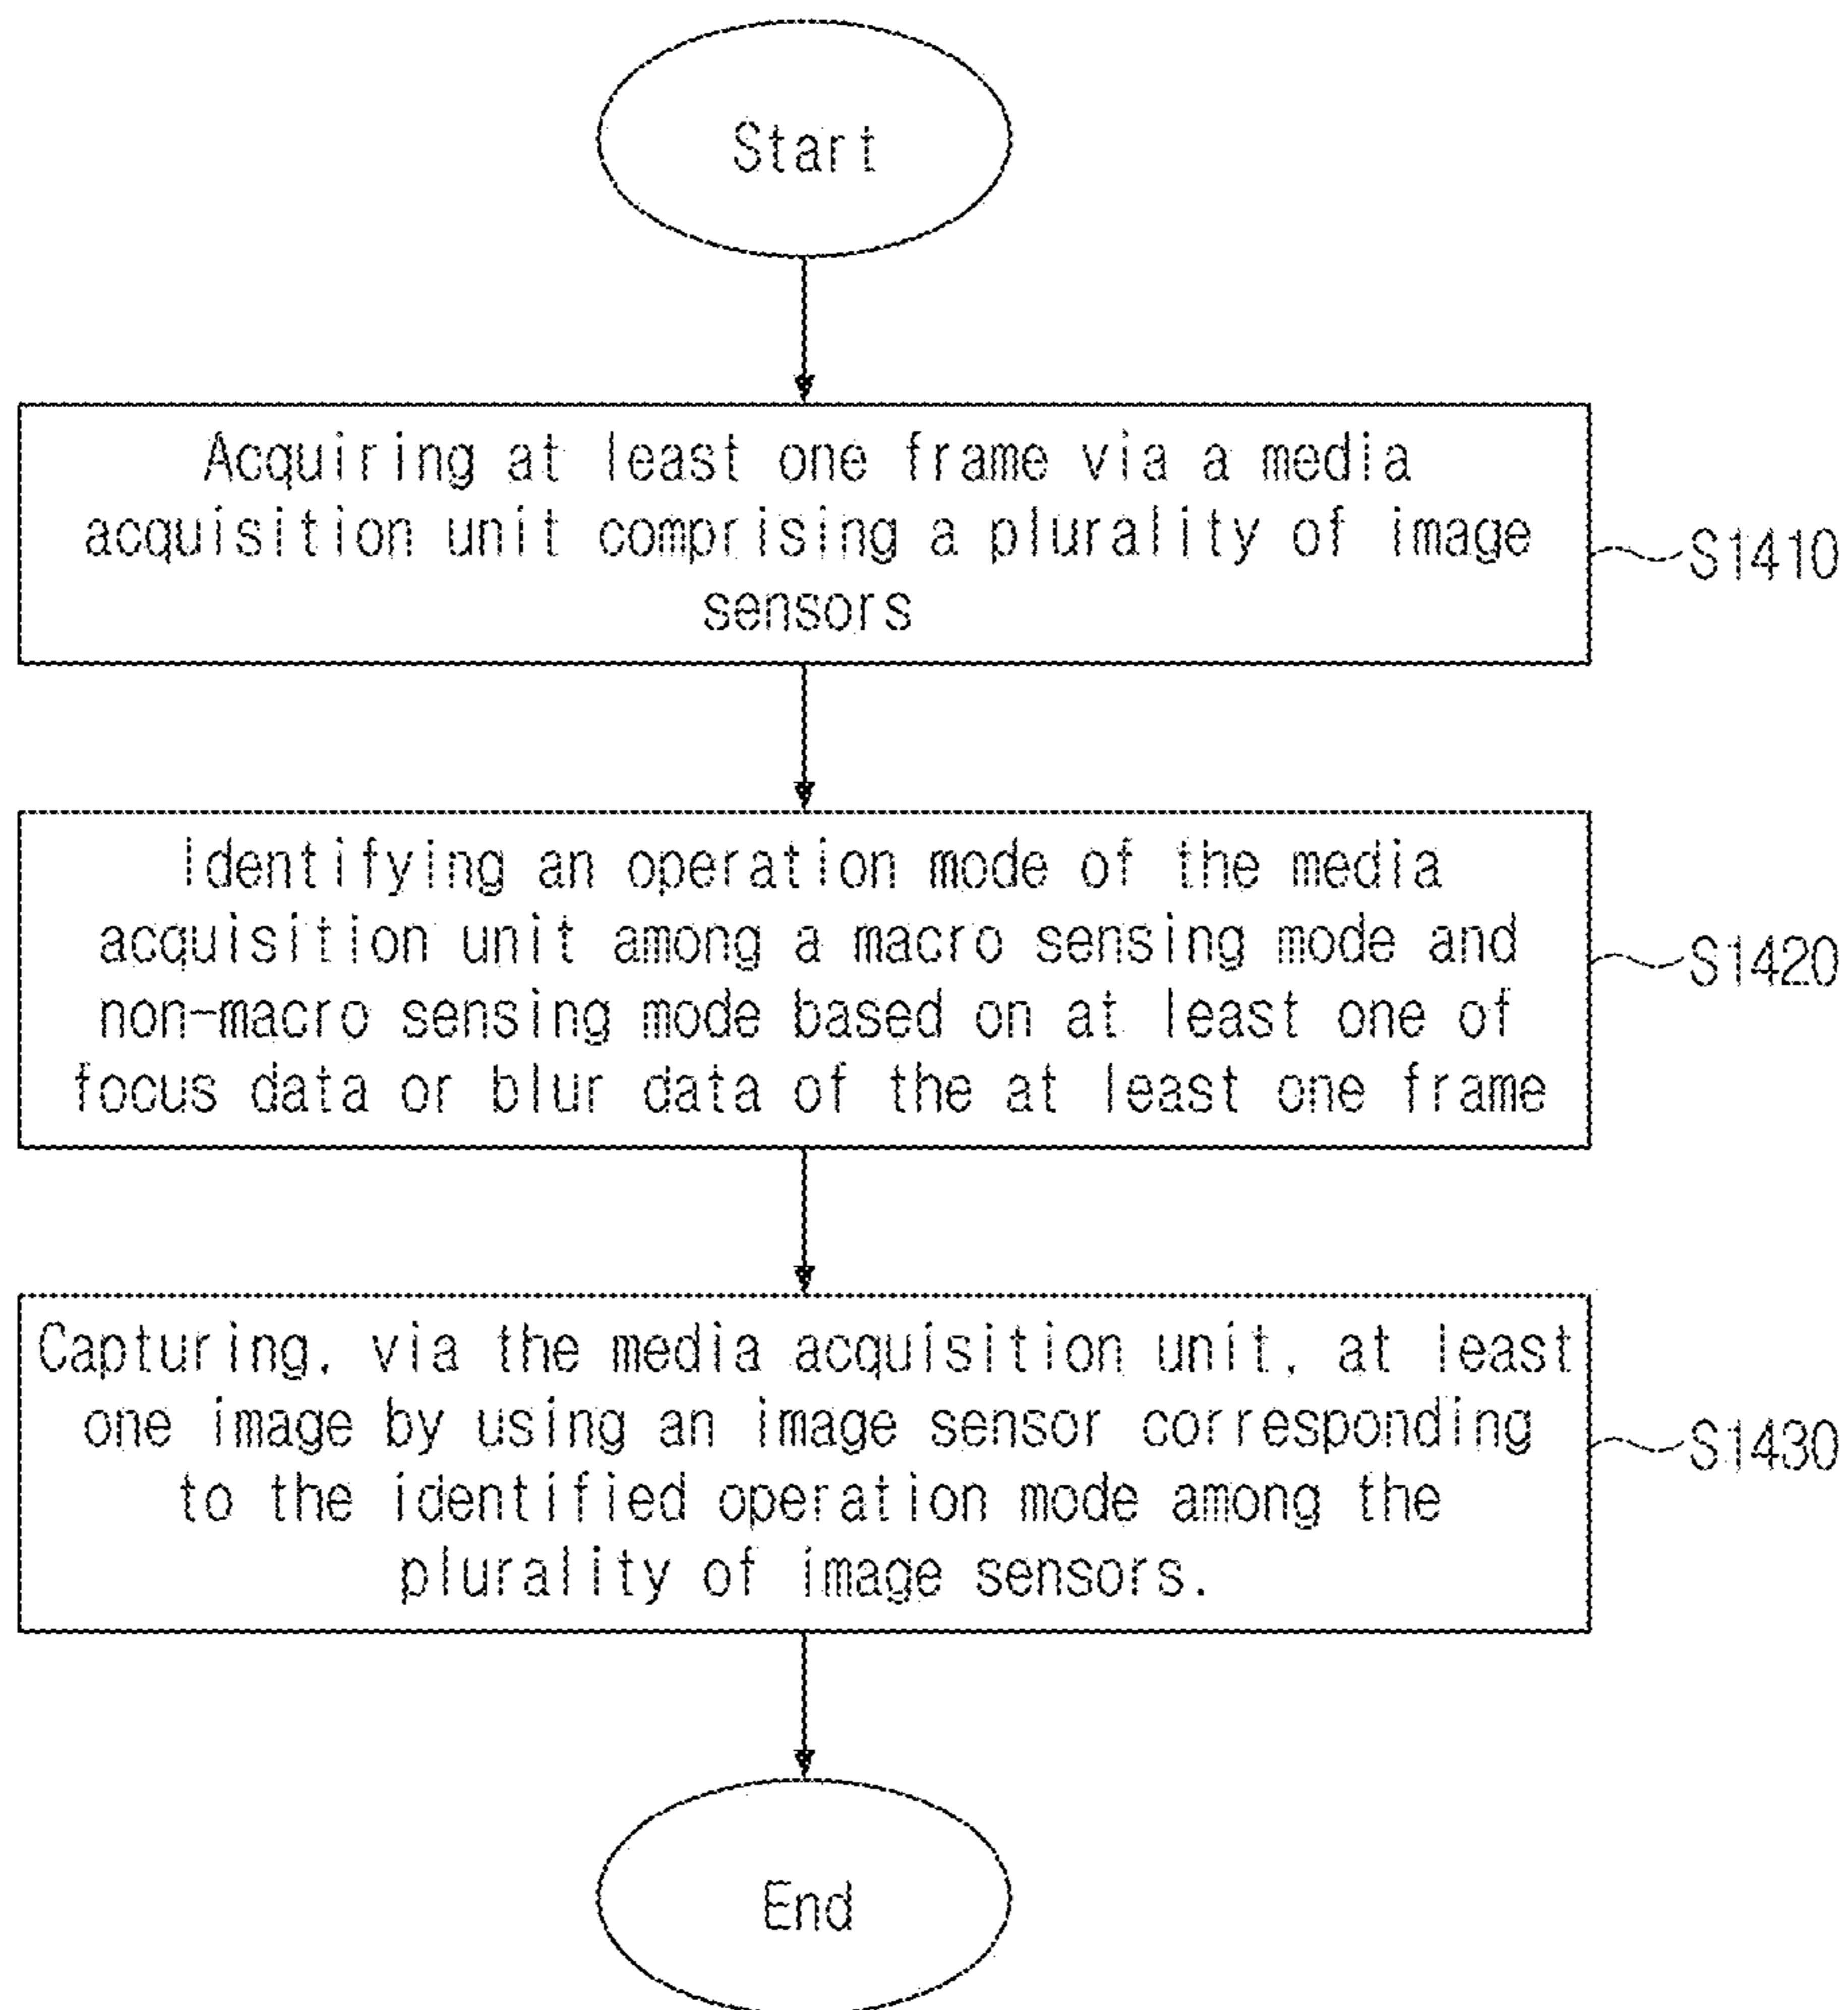 Start
Acquiring at least one frame via a media
acquisition unit comprising a plurality of image
sensors
S1410
Identifying an operation mode of the media
acquisition unit among a macro sensing mode and
non-macro sensing mode based on at least one of
focus data or blur data of the at least one frame
S1420
Capturing, via the media acquisition unit, at least
one image by using an image sensor corresponding
to the identified operation mode among the
plurality of image sensors.
S1430
End